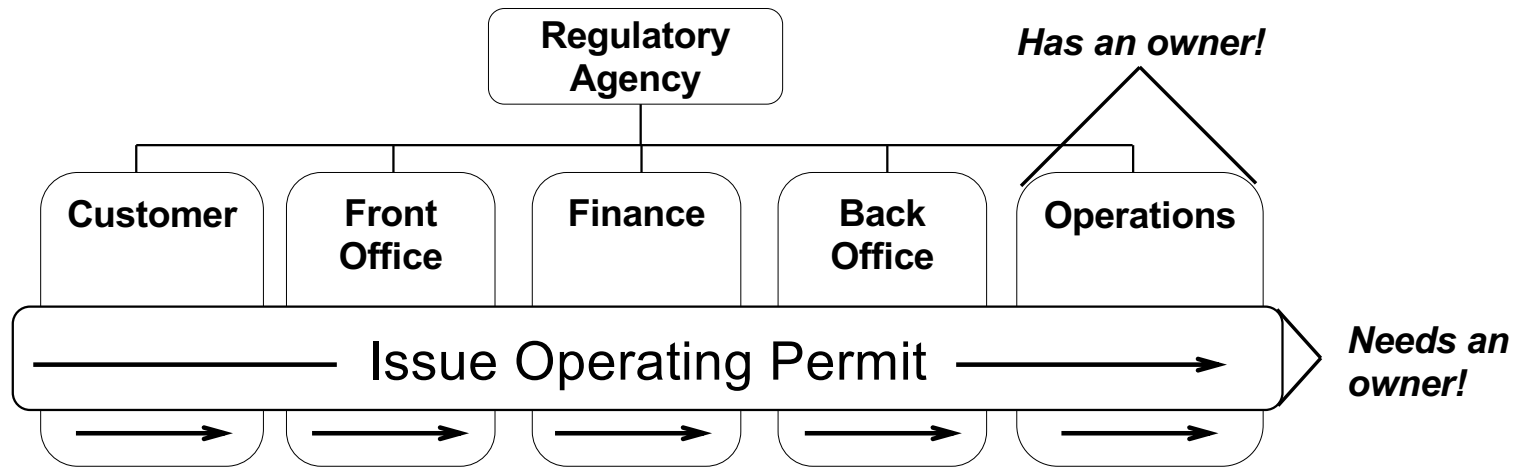 Regulatory
Agency
Has an owner!
Customer
Front
Office
Finance
Back
Office
Operations
Issue Operating Permit
Needs an
owner!